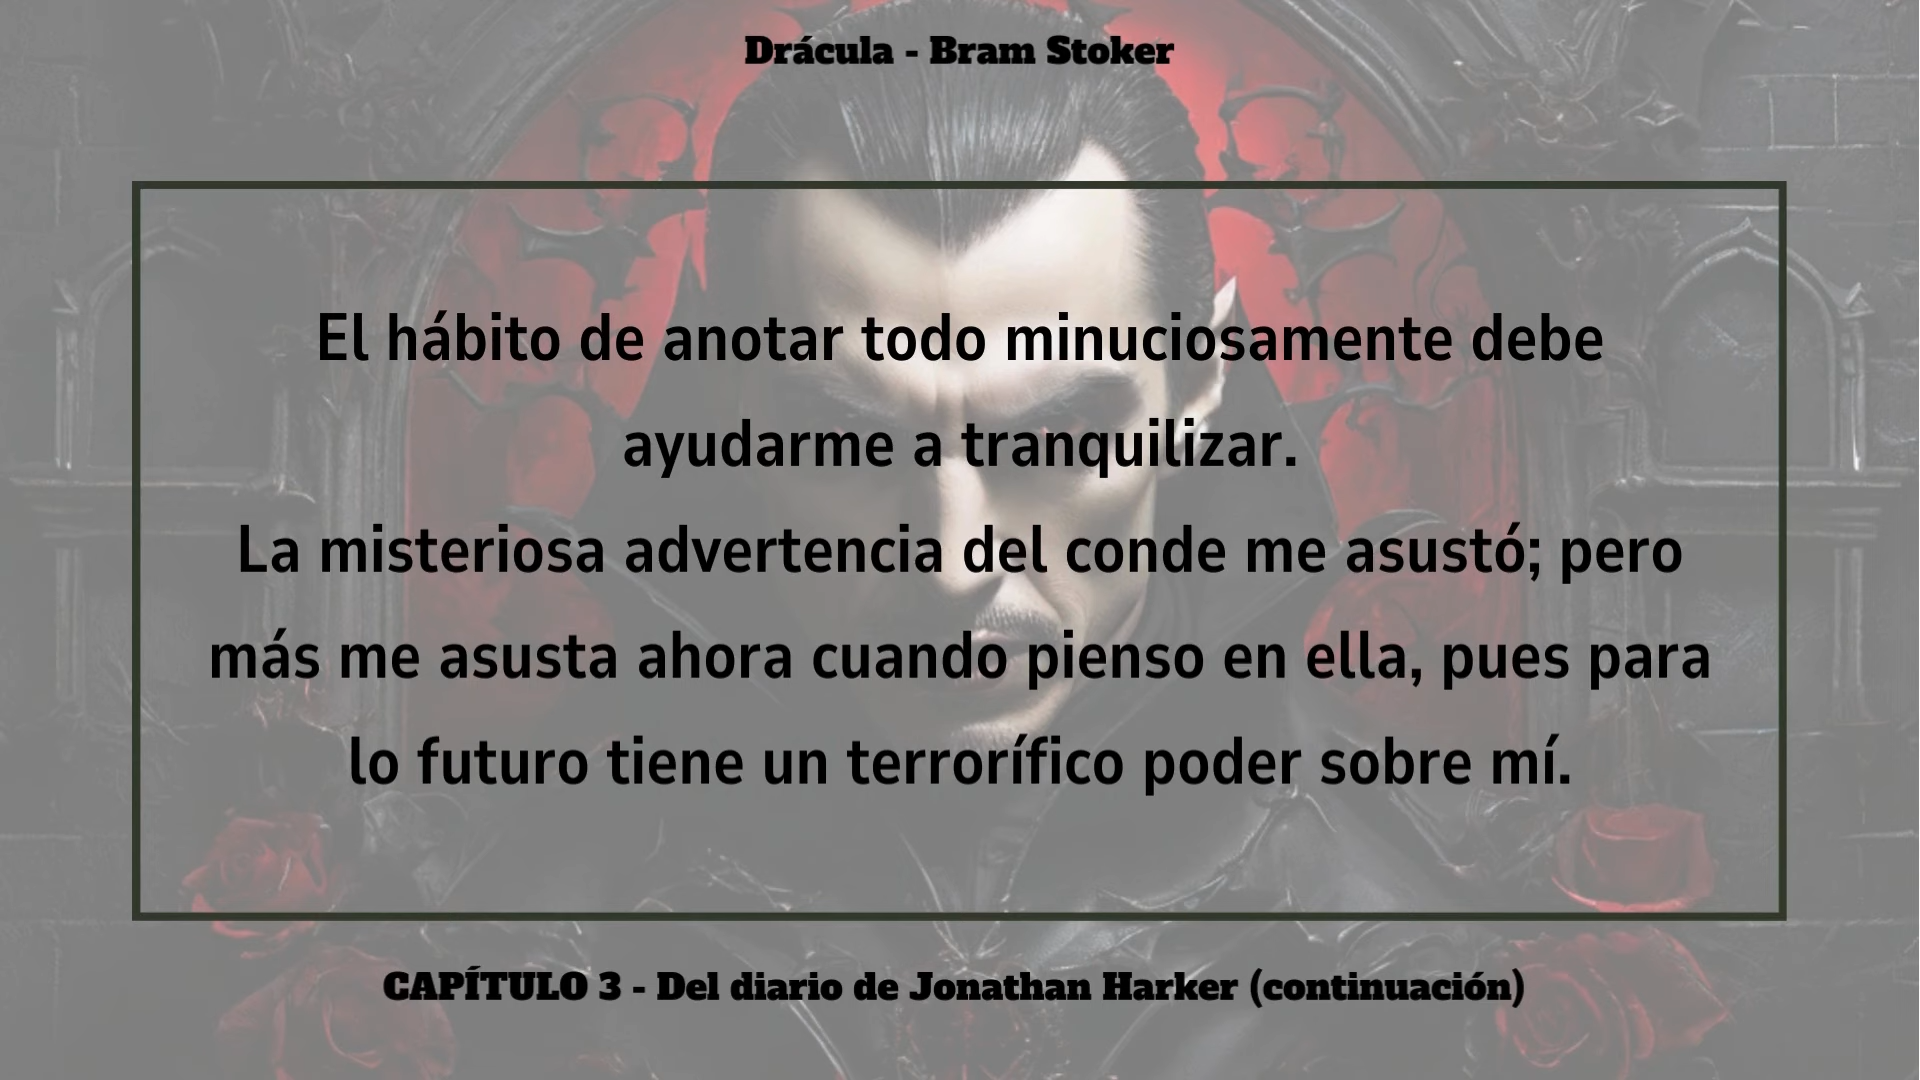 Drácula - Bram Stoker
El hábito de anotar todo minuciosamente debe
ayudarme a tranquilizar.
La misteriosa advertencia del conde me asustó; pero
más me asusta ahora cuando pienso en ella, pues para
lo futuro tiene un terrorífico poder sobre mí.
CAPÍTULO 3 - Del diario de Jonathan Harker (continuación)